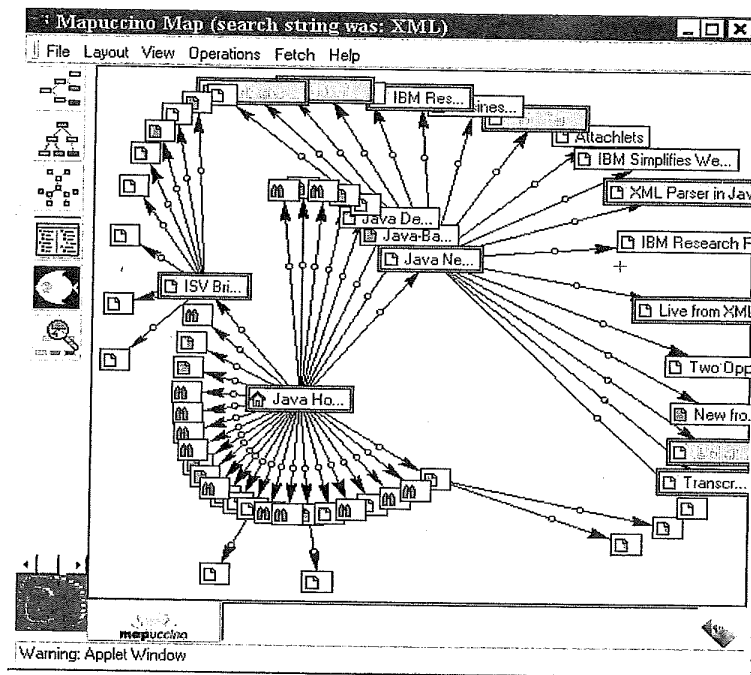 Mapuccino Map (search string was: XML)
File Layout View Operations Fetch Help
IBM Res...
ines...
Attachlets
IBM Simplifies We...
XML Parser in Jav
Java De...
Java-Ba...
IBM Research F
Java Ne...
ISV Bri...
Live from XML
Two Opp
Java Ho...
New fro...
Transcr...
mapuccino
Warning: Applet Window